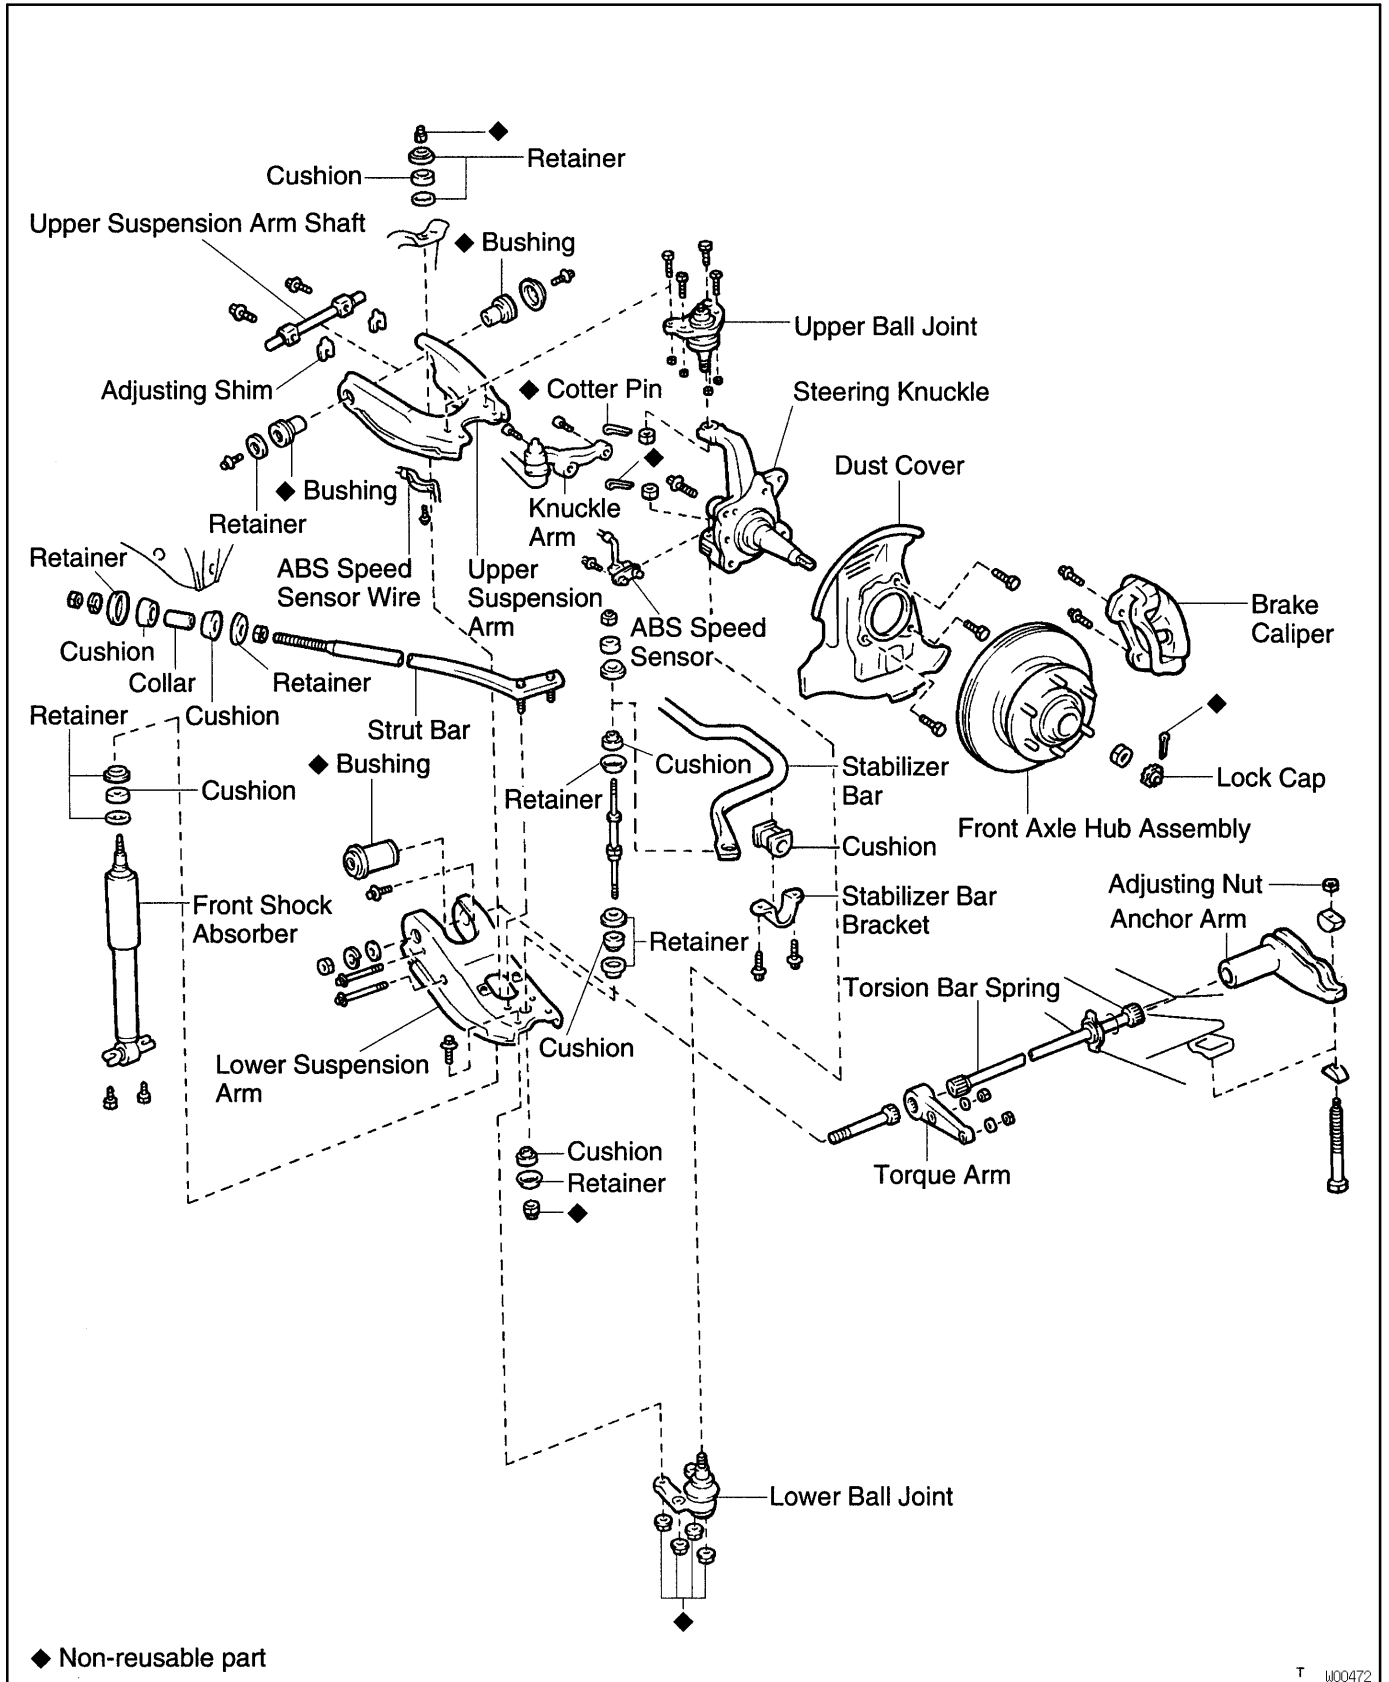 ◆
Retainer
Cushion
Upper Suspension Arm Shaft
◆ Bushing
Upper Ball Joint
Adjusting Shim
◆ Cotter Pin
Steering Knuckle
◆
Dust Cover
◆ Bushing
Knuckle
Arm
Retainer
Retainer
ABS Speed
Sensor Wire
Upper
Suspension
Arm
Brake
Caliper
ABS Speed
Sensor
Cushion
Collar
Retainer
Retainer
Cushion
Strut Bar
◆
◆ Bushing
Cushion
Stabilizer
Bar
Lock Cap
Cushion
Retainer
Front Axle Hub Assembly
Cushion
Adjusting Nut
Stabilizer Bar
Bracket
Front Shock
Absorber
Anchor Arm
Retainer
Torsion Bar Spring
Cushion
Lower Suspension
Arm
Cushion
Torque Arm
Retainer
◆
Lower Ball Joint
◆
◆ Non-reusable part
T W00472